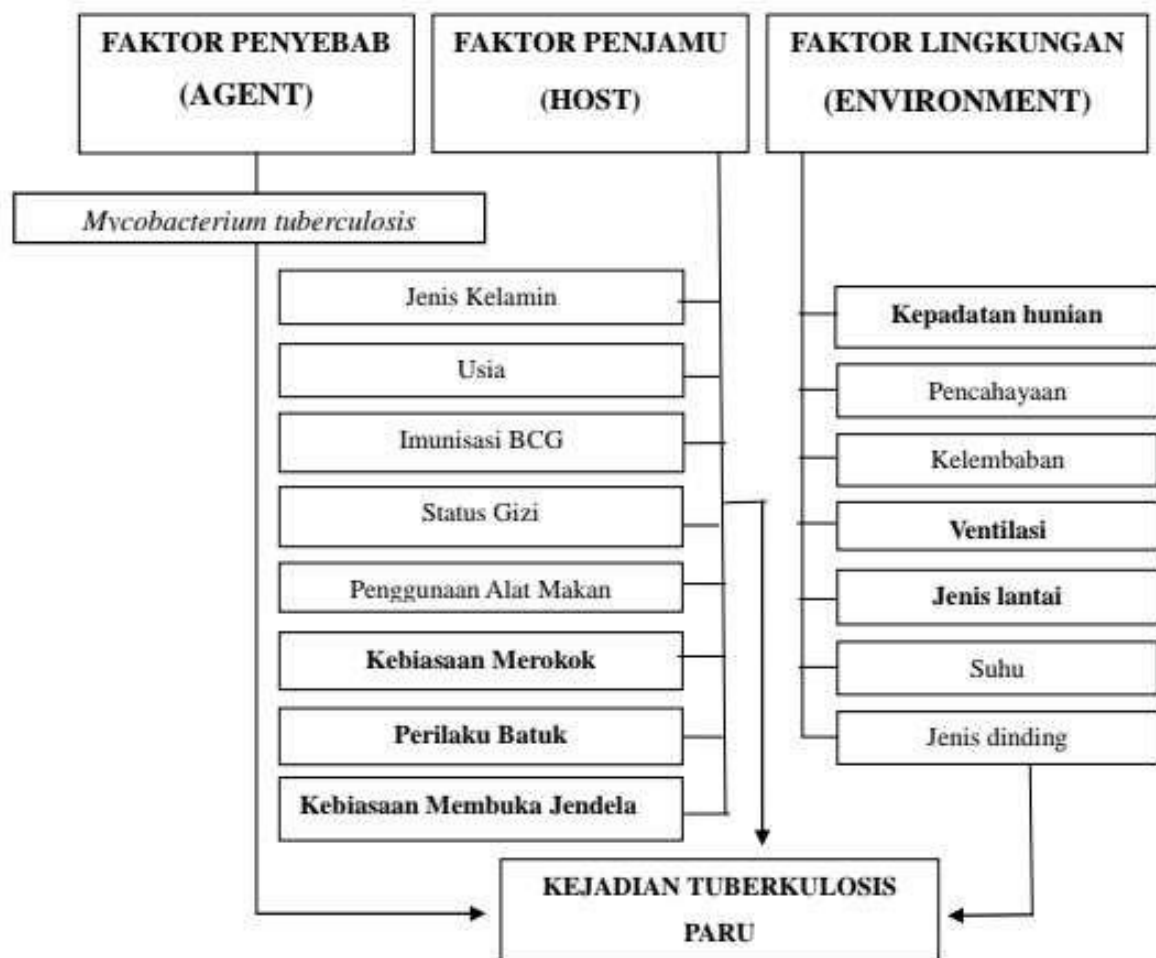 FAKTOR PENYEBAB
(AGENT)
FAKTOR PENJAMU
(HOST)
FAKTOR LINGKUNGAN
(ENVIRONMENT)
Mycobacterium tuberculosis
Jenis Kelamin
Usia
Imunisasi BCG
Status Gizi
Penggunaan Alat Makan
Kebiasaan Merokok
Perilaku Batuk
Kebiasaan Membuka Jendela
Kepadatan hunian
Pencahayaan
Kelembaban
Ventilasi
Jenis lantai
Suhu
Jenis dinding
KEJADIAN TUBERKULOSIS
PARU